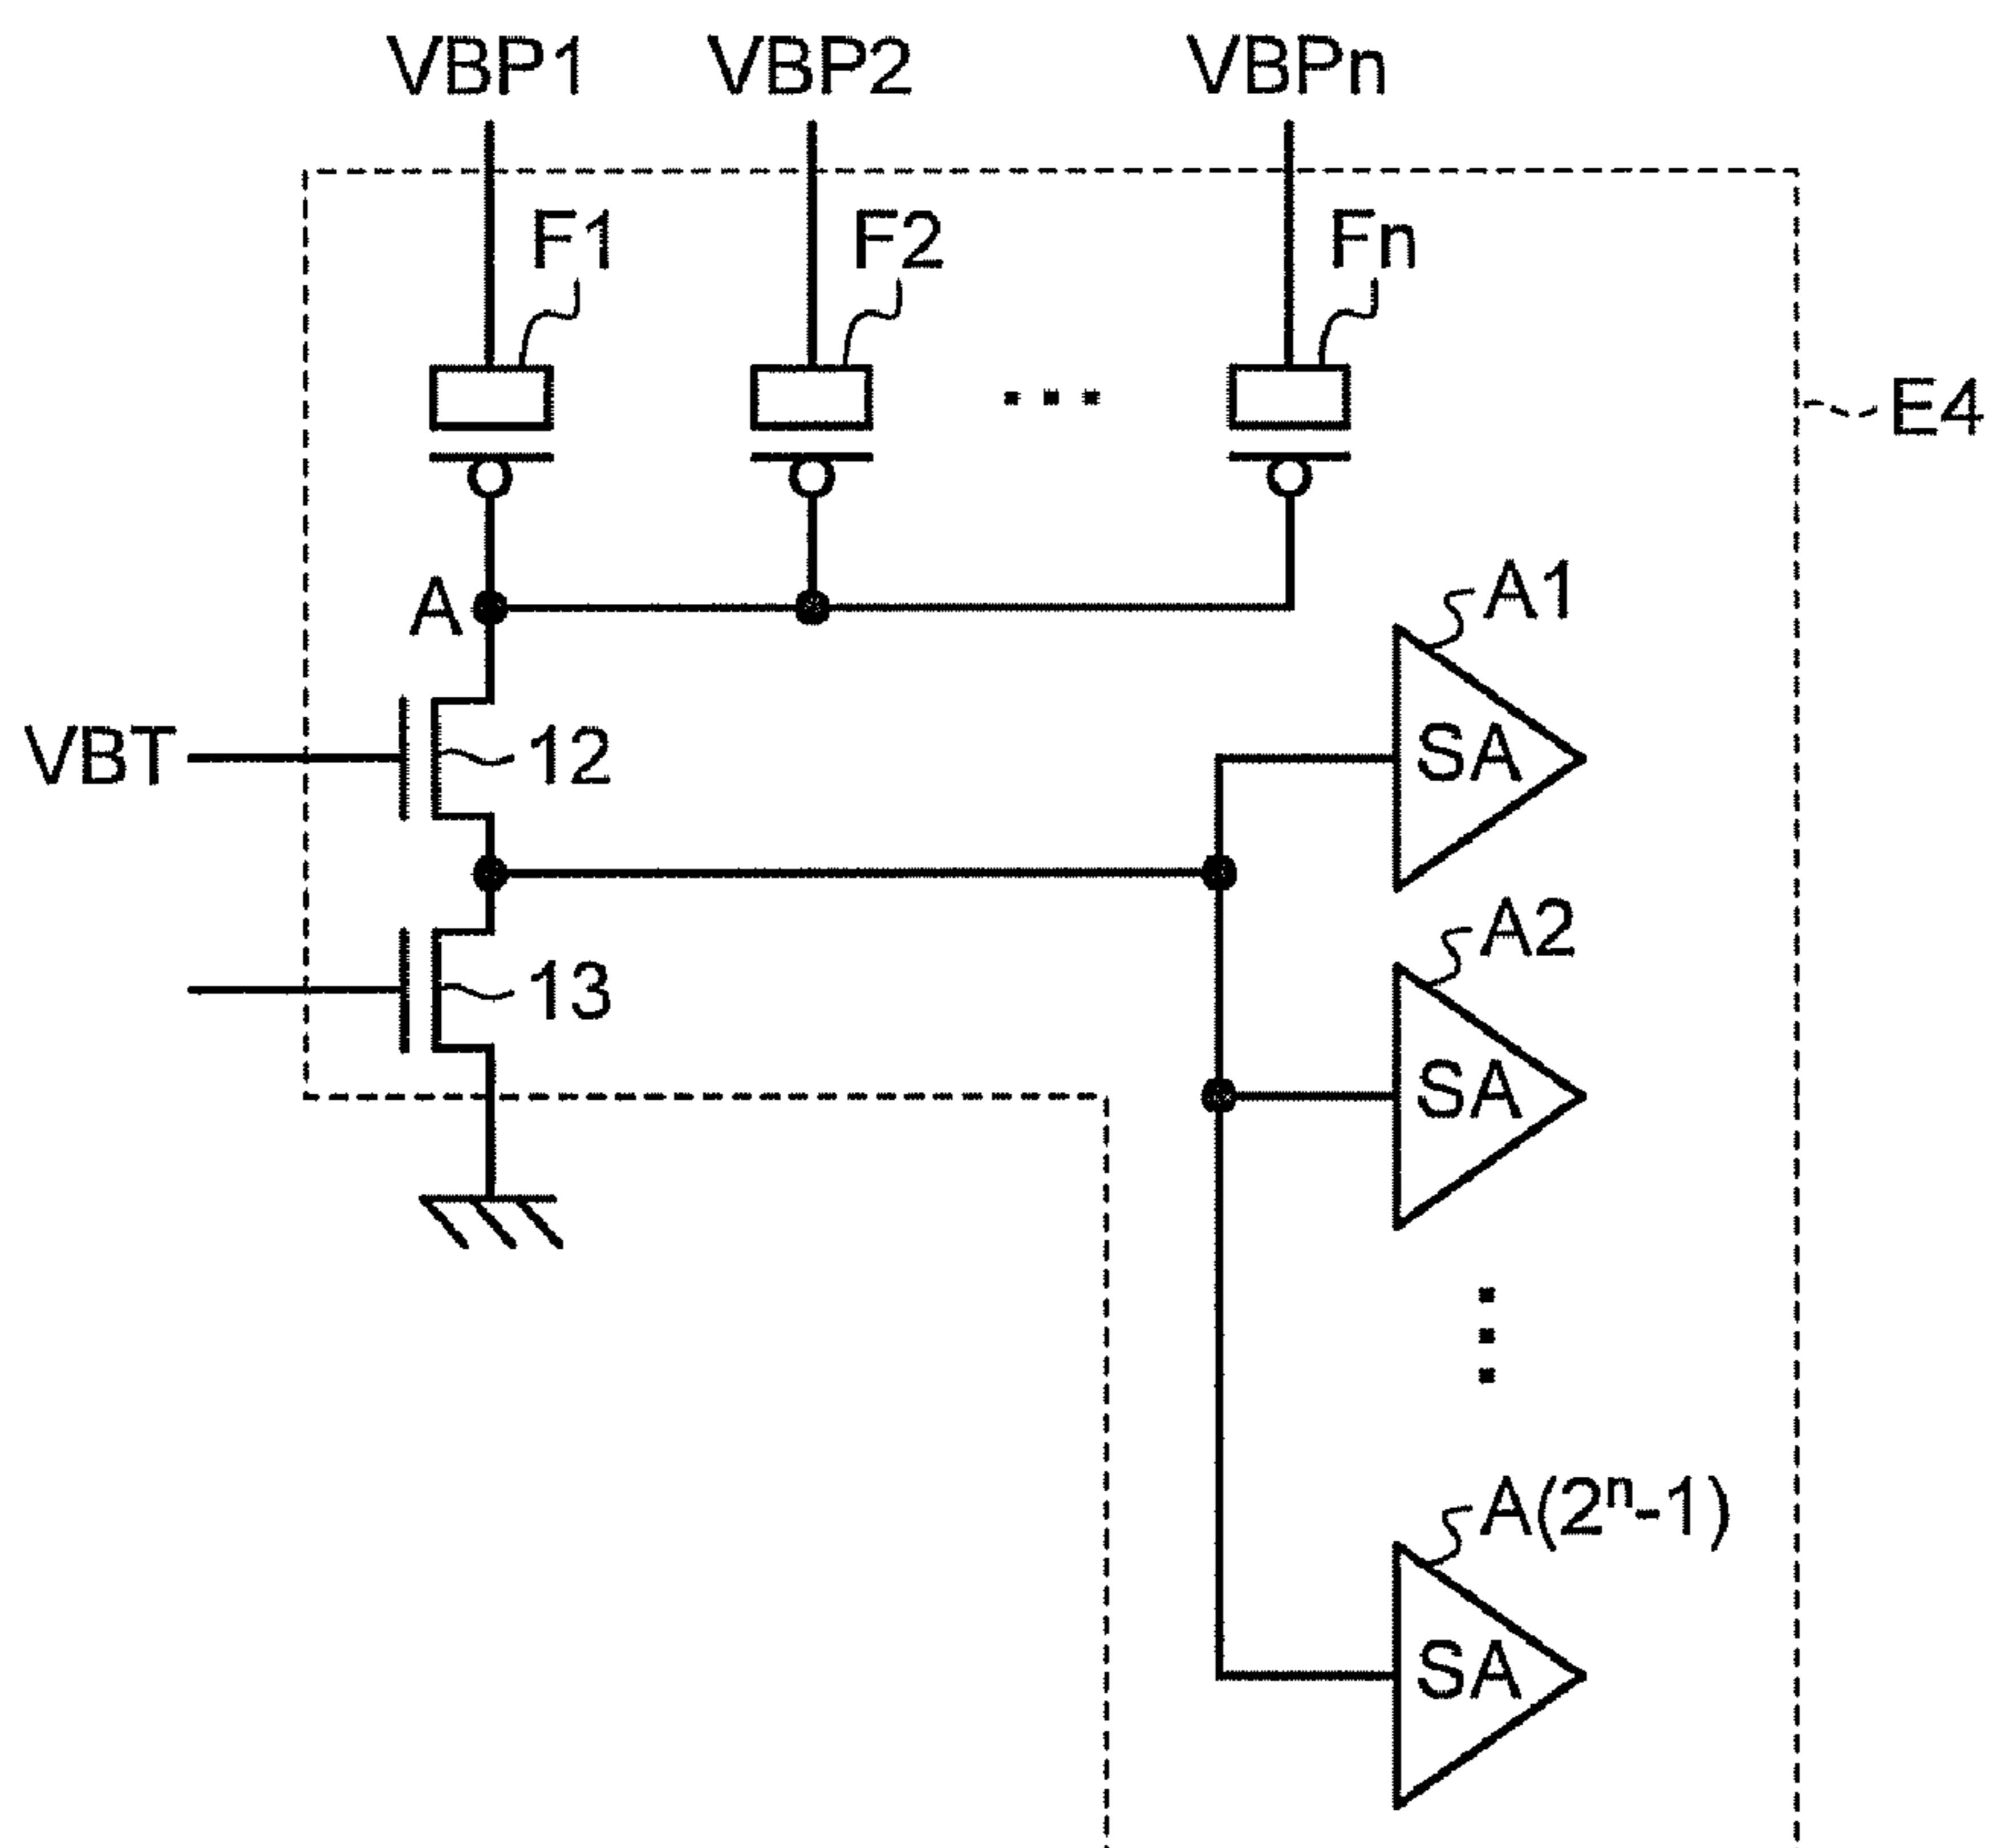 VBP1 VBP2 VBPn
F1 F2 Fn
E4
A
A1
VBT
12
SA
A2
13
SA
A(2ⁿ-1)
SA